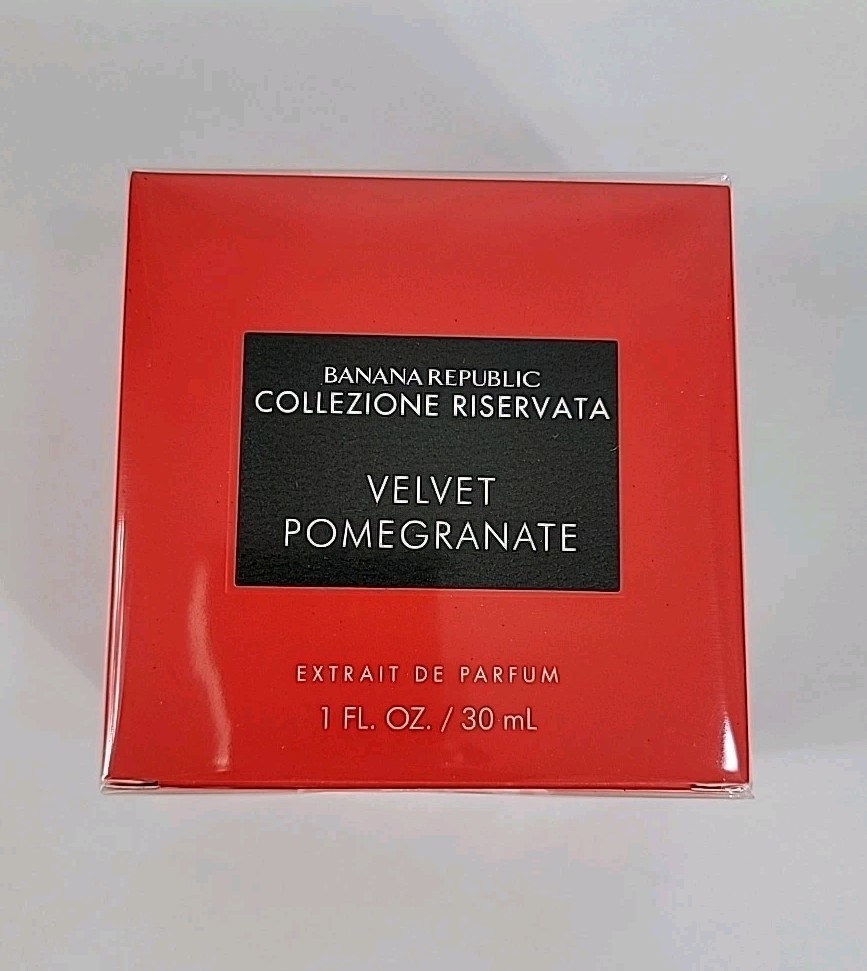 BANANA REPUBLIC
COLLEZIONE RISERVATA
VELVET
POMEGRANATE
EXTRAIT DE PARFUM
1 FL. OZ. / 30 mL